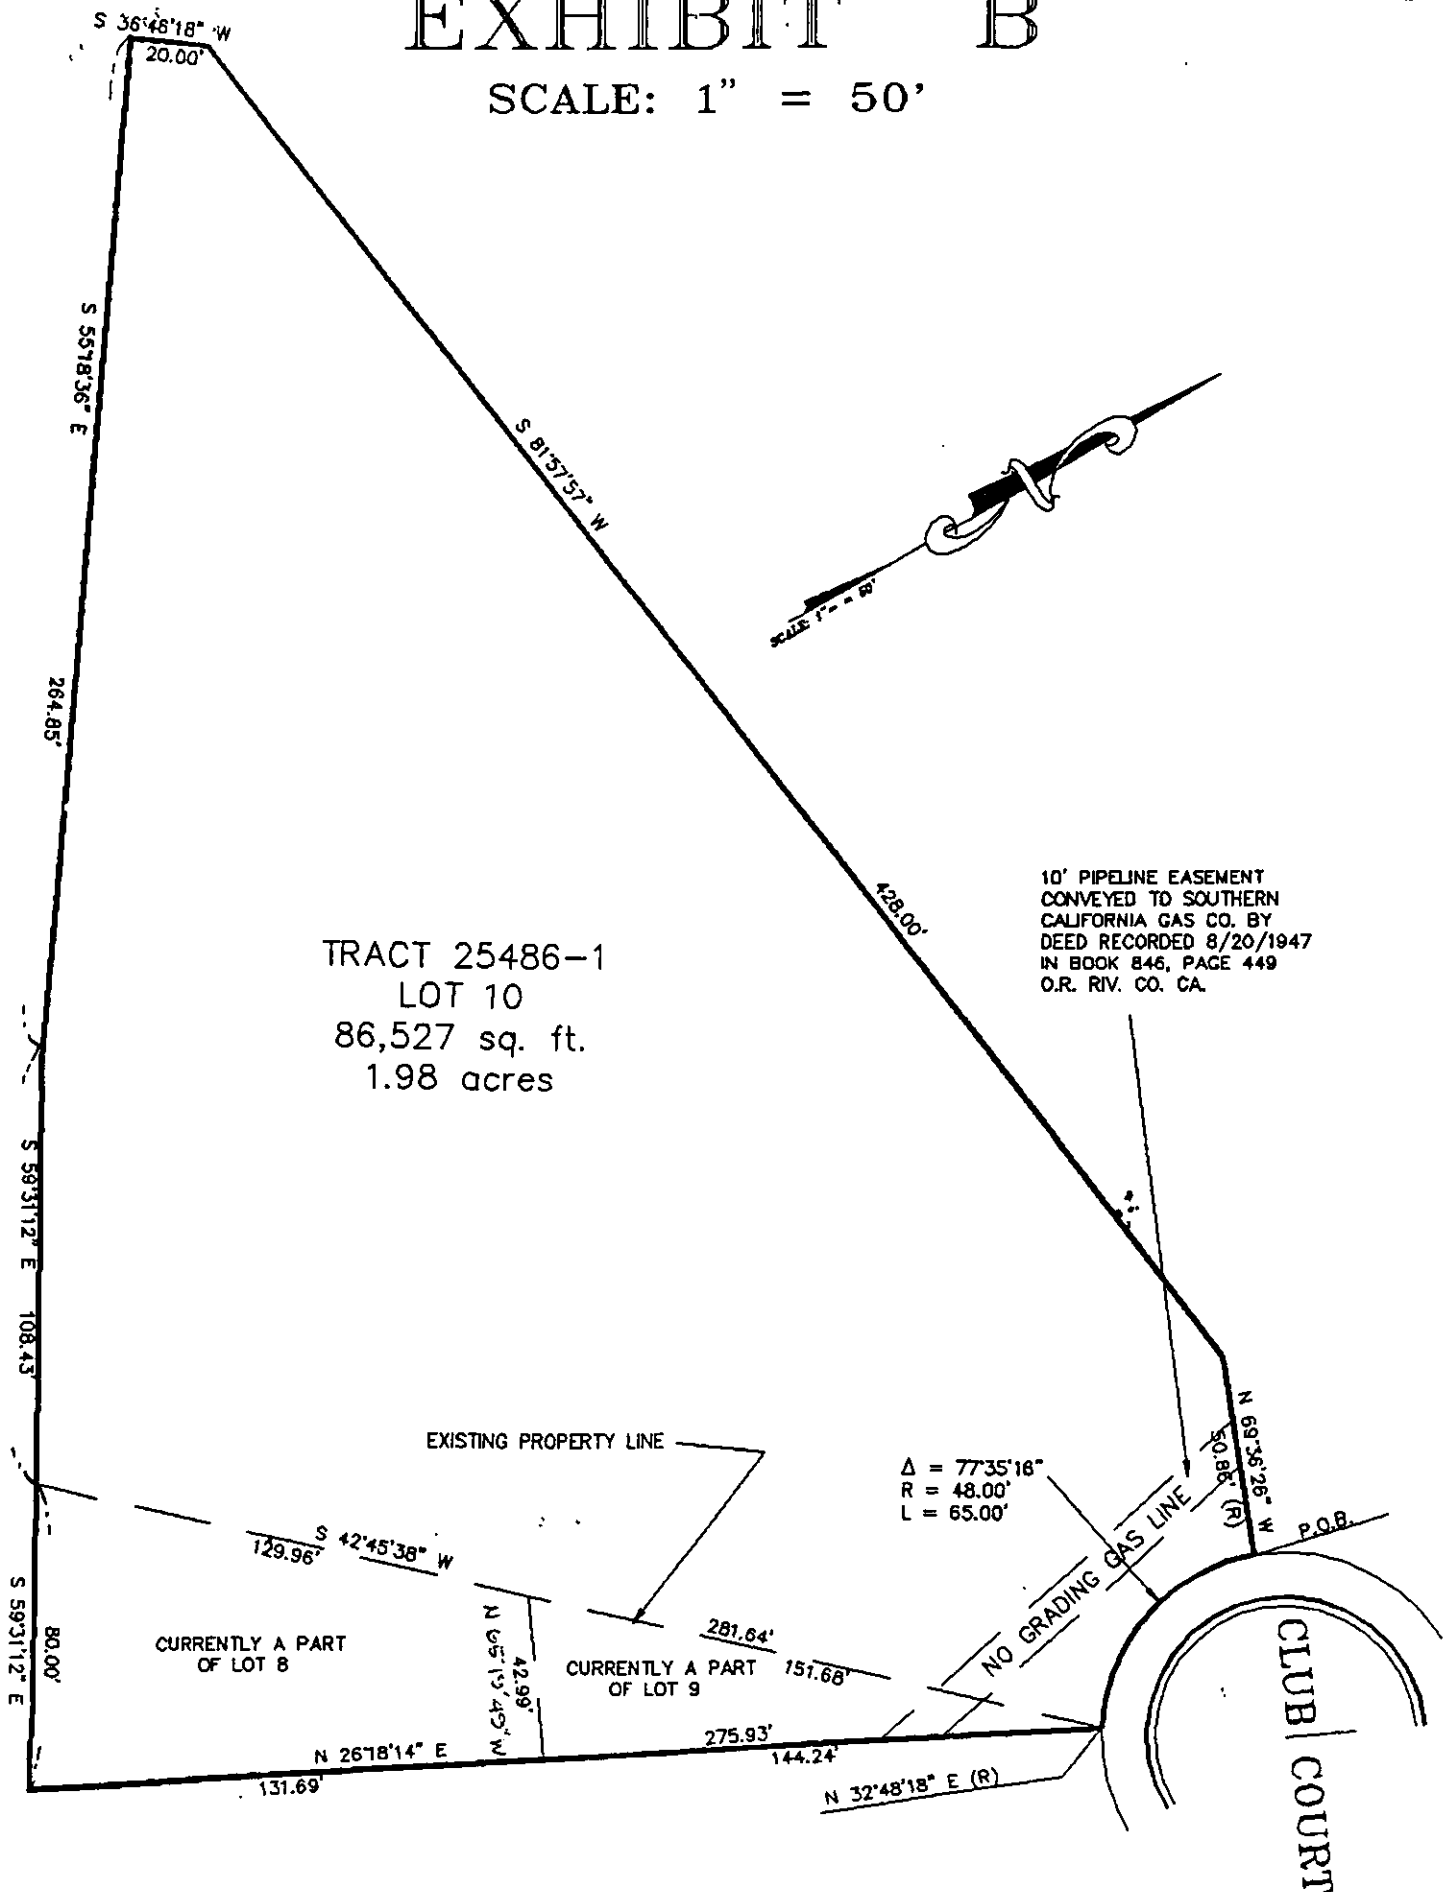 EXHIBIT B
SCALE: 1" = 50'
S 36°46'18" W
20.00'
S 55°18'36" E
264.85'
S 81°57'57" W
428.00'
SCALE: 1" = 50'
10' PIPELINE EASEMENT
CONVEYED TO SOUTHERN
CALIFORNIA GAS CO. BY
DEED RECORDED 8/20/1947
IN BOOK 846, PAGE 449
O.R. RIV. CO. CA.
TRACT 25486-1
LOT 10
86,527 sq. ft.
1.98 acres
S 59°31'12" E 108.43'
EXISTING PROPERTY LINE
Δ = 77°35'16"
R = 48.00'
L = 65.00'
N 69°36'26" W
50.86' (R)
P.O.B.
NO GRADING GAS LINE
S 42°45'38" W
129.96'
281.64'
151.68'
S 59°31'12" E
80.00'
CURRENTLY A PART
OF LOT 8
N 65°15'49" W
42.99'
CURRENTLY A PART
OF LOT 9
N 26°18'14" E
131.69'
275.93'
144.24'
N 32°48'18" E (R)
CLUB COURT